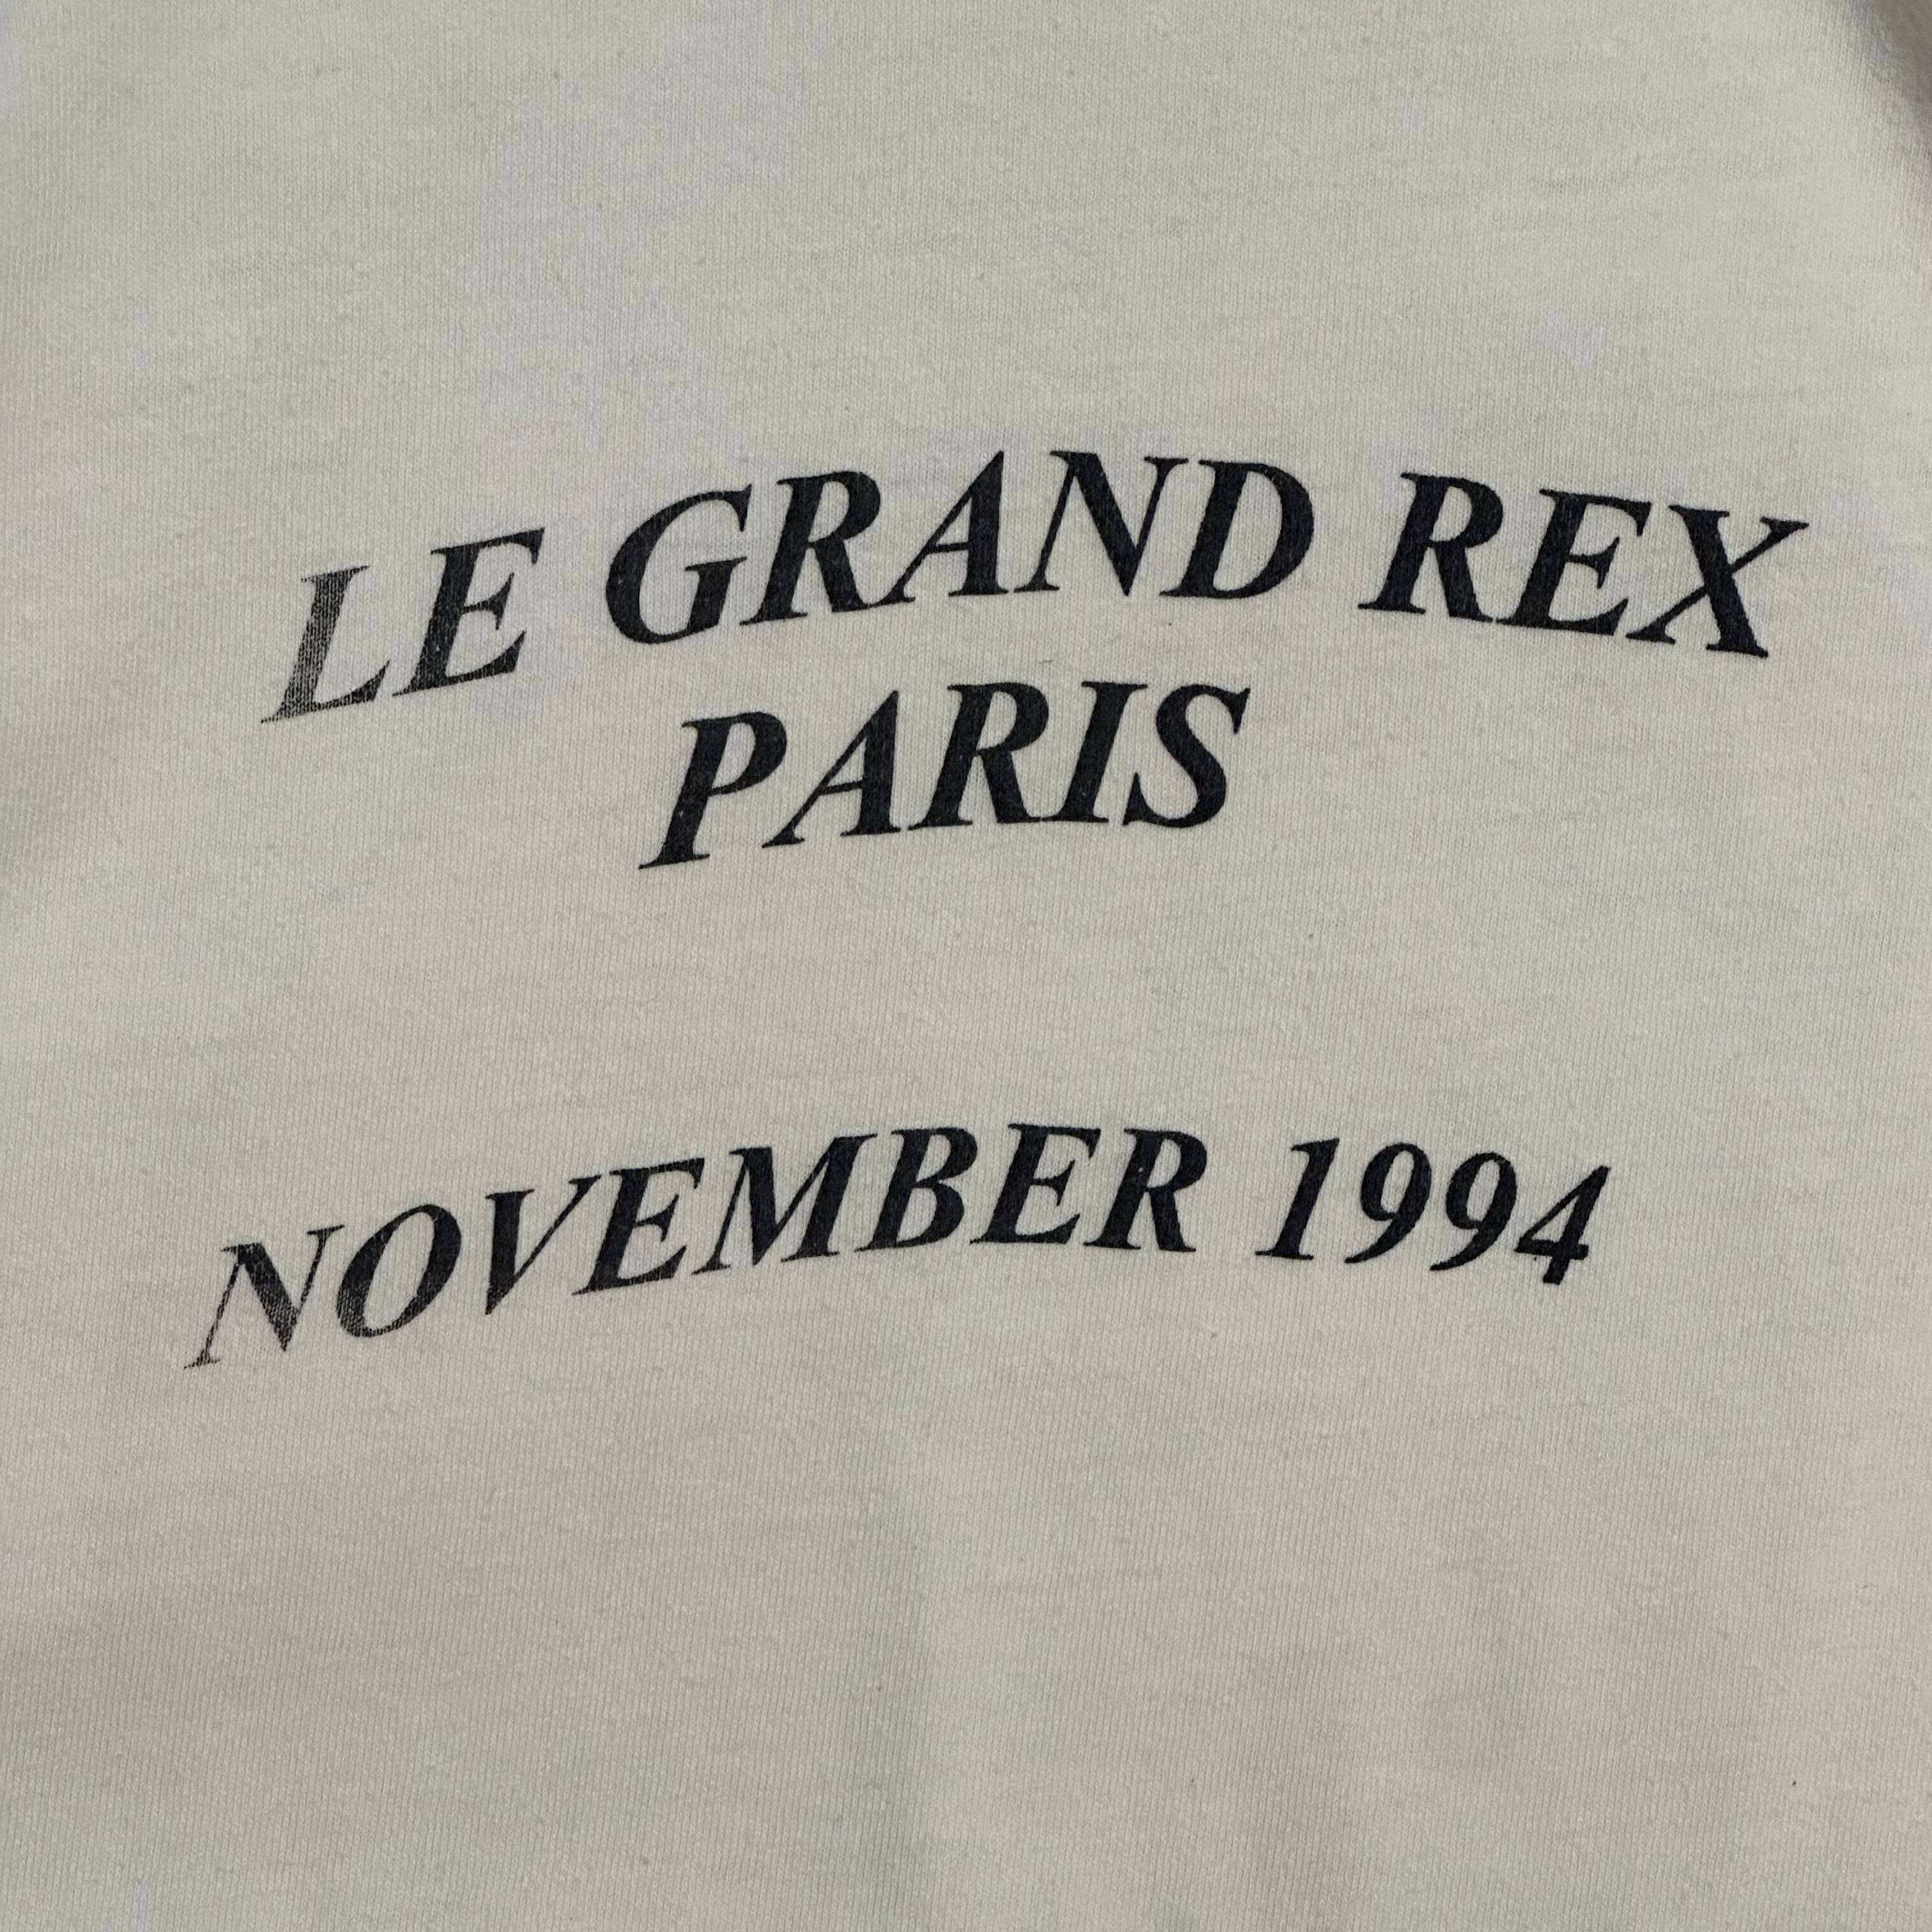 LE GRAND REX
PARIS
NOVEMBER 1994